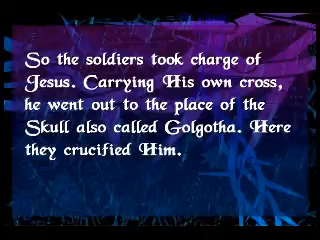 So the soldiers took charge of
Jesus. Carrying His own cross,
he went out to the place of the
Skull also called Golgotha. Here
they crucified Him.